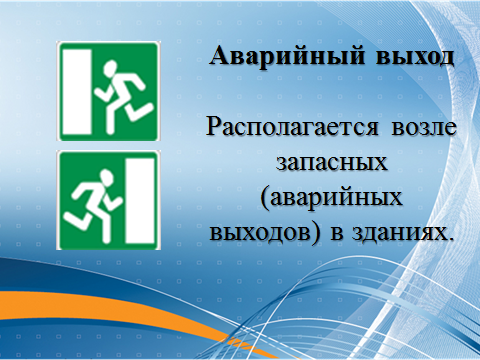 Аварийный выход
Располагается возле
запасных
(аварийных
выходов) в зданиях.